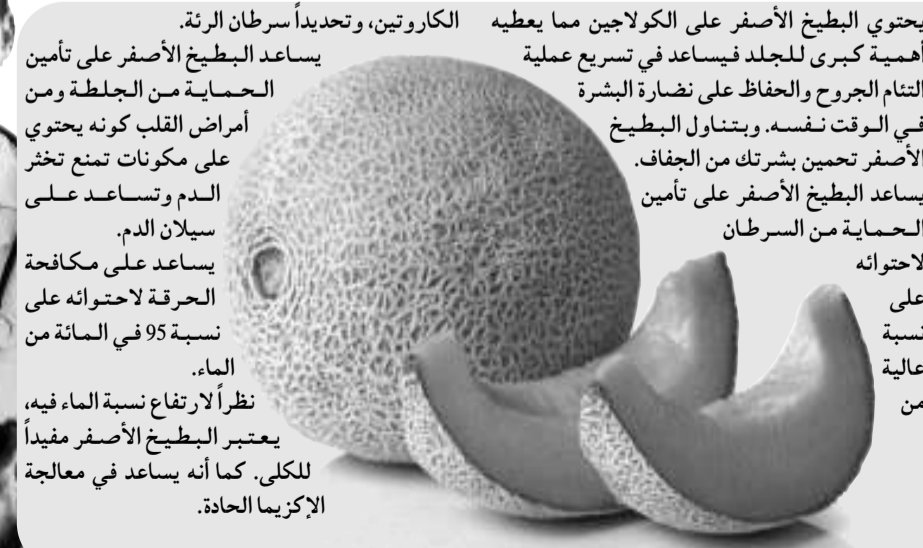 يحتوي البطيخ الأصفر على الكولاجين مما يعطيه
أهمية كبرى للجلد فيساعد في تسريع عملية
التئام الجروح والحفاظ على نضارة البشرة
في الوقت نفسه. وبتناول البطيخ
الأصفر تحمين بشرتك من الجفاف.
يساعد البطيخ الأصفر على تأمين
الحماية من السرطان
لاحتوائه
على
نسبة
عالية
من
الكاروتين، وتحديداً سرطان الرئة.
يساعد البطيخ الأصفر على تأمين
الحماية من الجلطة ومن
أمراض القلب كونه يحتوي
على مكونات تمنع تخثر
الدم وتساعد على
سيلان الدم.
يساعد على مكافحة
الحرقة لاحتوائه على
نسبة 95 في المائة من
الماء.
نظراً لارتفاع نسبة الماء فيه،
يعتبر البطيخ الأصفر مفيداً
للكلى. كما أنه يساعد في معالجة
الإكزيما الحادة.